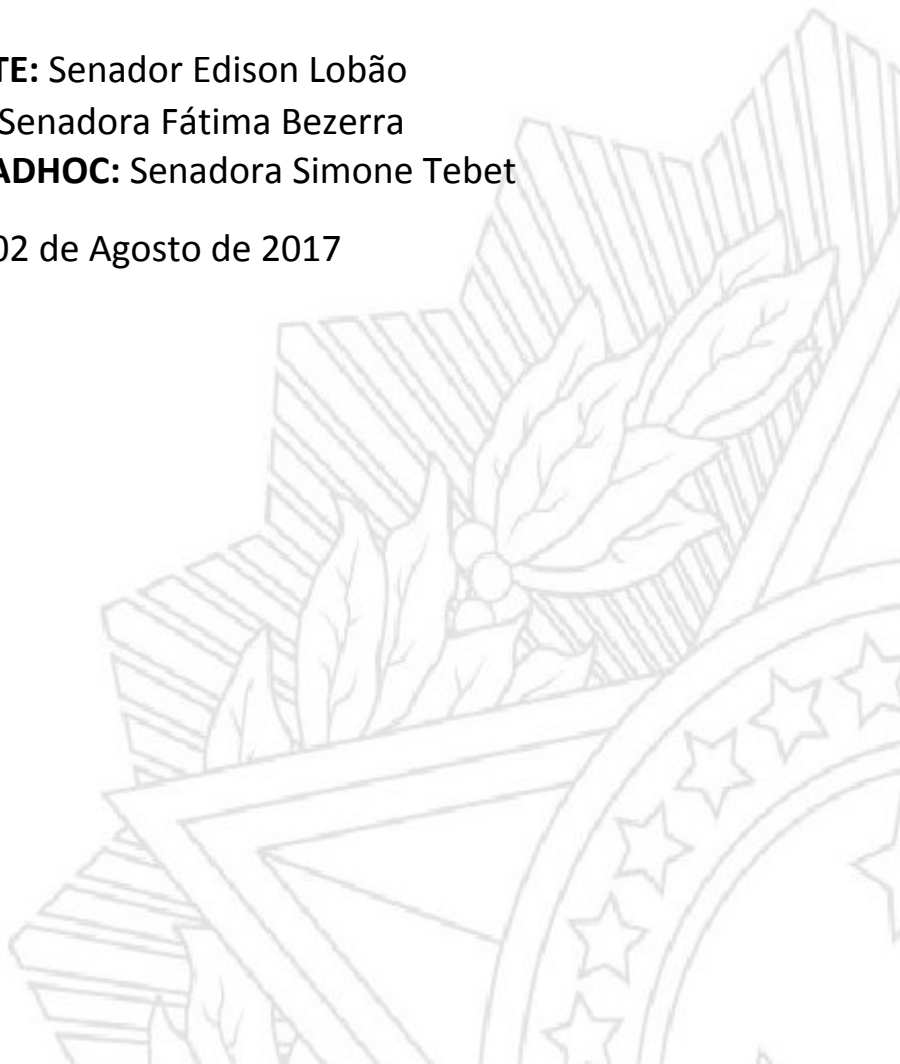 TE: Senador Edison Lobão
Senadora Fátima Bezerra
ADHOC: Senadora Simone Tebet
02 de Agosto de 2017